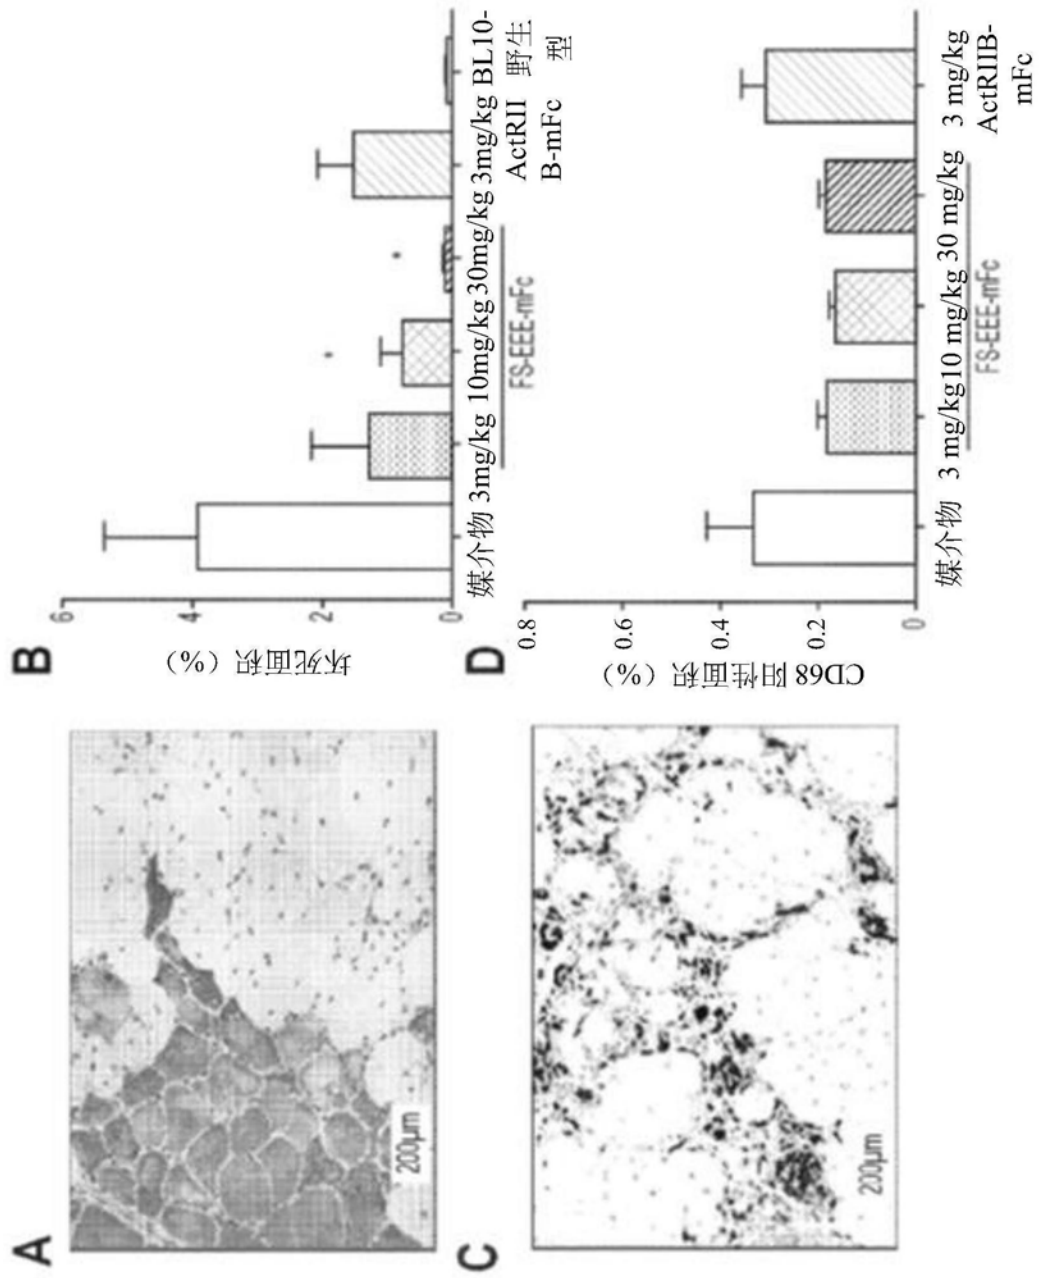 A
200μm
B
坏死面积（%）
6
4
2
0
媒介物
3mg/kg
10mg/kg
30mg/kg
FS-EEE-mFc
3mg/kg
ActRII
B-mFc
BL10-
野生
型
C
200μm
D
CD68 阳性面积（%）
0.8
0.6
0.4
0.2
0
媒介物
3 mg/kg
10 mg/kg
30 mg/kg
FS-EEE-mFc
3 mg/kg
ActRIIB-
mFc